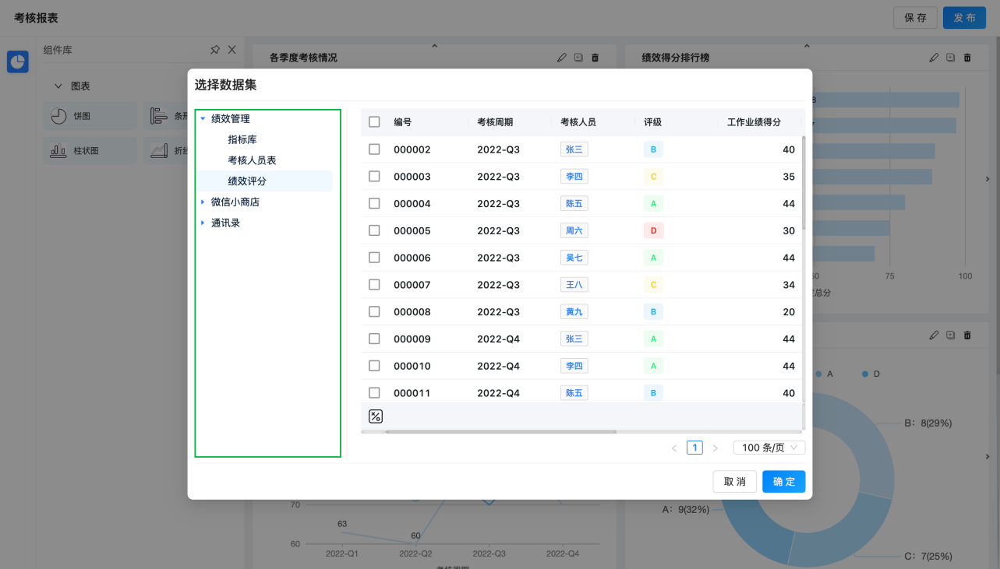 考核报表
保 存
发 布
组件库
图表
饼图
柱状图
各季度考核情况
绩效得分排行榜
选择数据集
绩效管理
指标库
考核人员表
绩效评分
微信小商店
通讯录
编号 考核周期 考核人员 评级 工作业绩得分
000002 2022-Q3 张三 B 40
000003 2022-Q3 李四 C 35
000004 2022-Q3 陈五 A 44
000005 2022-Q3 周六 D 30
000006 2022-Q3 吴七 A 44
000007 2022-Q3 王八 C 34
000008 2022-Q3 黄九 B 20
000009 2022-Q4 张三 A 44
000010 2022-Q4 李四 A 44
000011 2022-Q4 陈五 B 40
1
100 条/页
取 消
确 定
75 100
总分
A D
B：8(29%)
A：9(32%)
C：7(25%)
70
63
60
60
2022-Q1 2022-Q2 2022-Q3 2022-Q4